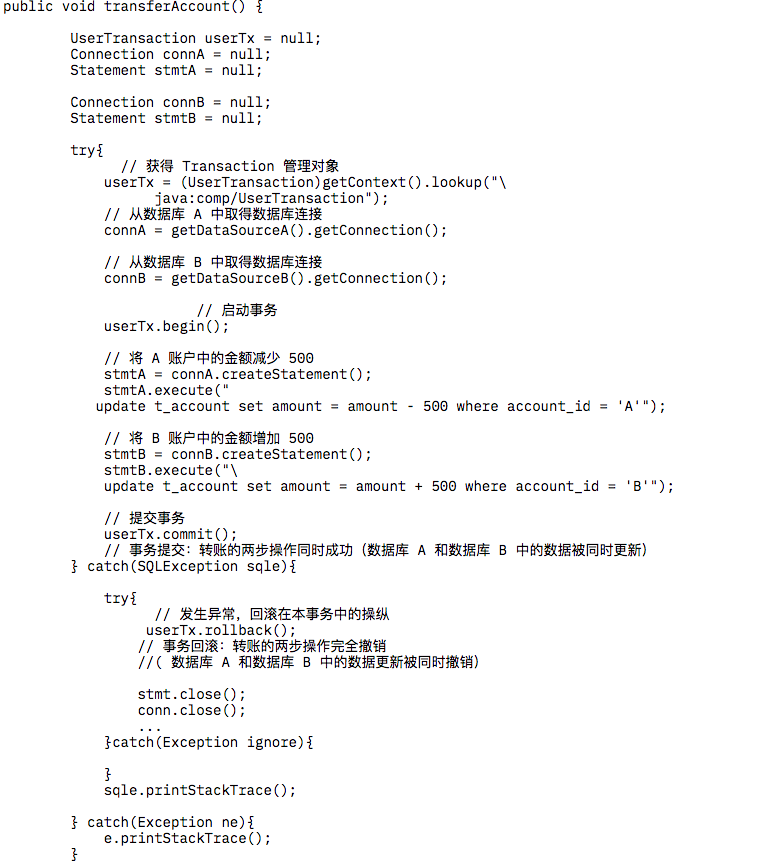 public void transferAccount() {
UserTransaction userTx = null;
Connection connA = null;
Statement stmtA = null;
Connection connB = null;
Statement stmtB = null;
try{
// 获得 Transaction 管理对象
userTx = (UserTransaction)getContext().lookup("\
java:comp/UserTransaction");
// 从数据库 A 中取得数据库连接
connA = getDataSourceA().getConnection();
// 从数据库 B 中取得数据库连接
connB = getDataSourceB().getConnection();
// 启动事务
userTx.begin();
// 将 A 账户中的金额减少 500
stmtA = connA.createStatement();
stmtA.execute("
update t_account set amount = amount - 500 where account_id = 'A'");
// 将 B 账户中的金额增加 500
stmtB = connB.createStatement();
stmtB.execute("\
update t_account set amount = amount + 500 where account_id = 'B'");
// 提交事务
userTx.commit();
// 事务提交：转账的两步操作同时成功（数据库 A 和数据库 B 中的数据被同时更新）
} catch(SQLException sqle){
try{
// 发生异常，回滚在本事务中的操纵
userTx.rollback();
// 事务回滚：转账的两步操作完全撤销
//( 数据库 A 和数据库 B 中的数据更新被同时撤销）
stmt.close();
conn.close();
...
}catch(Exception ignore){
}
sqle.printStackTrace();
} catch(Exception ne){
e.printStackTrace();
}